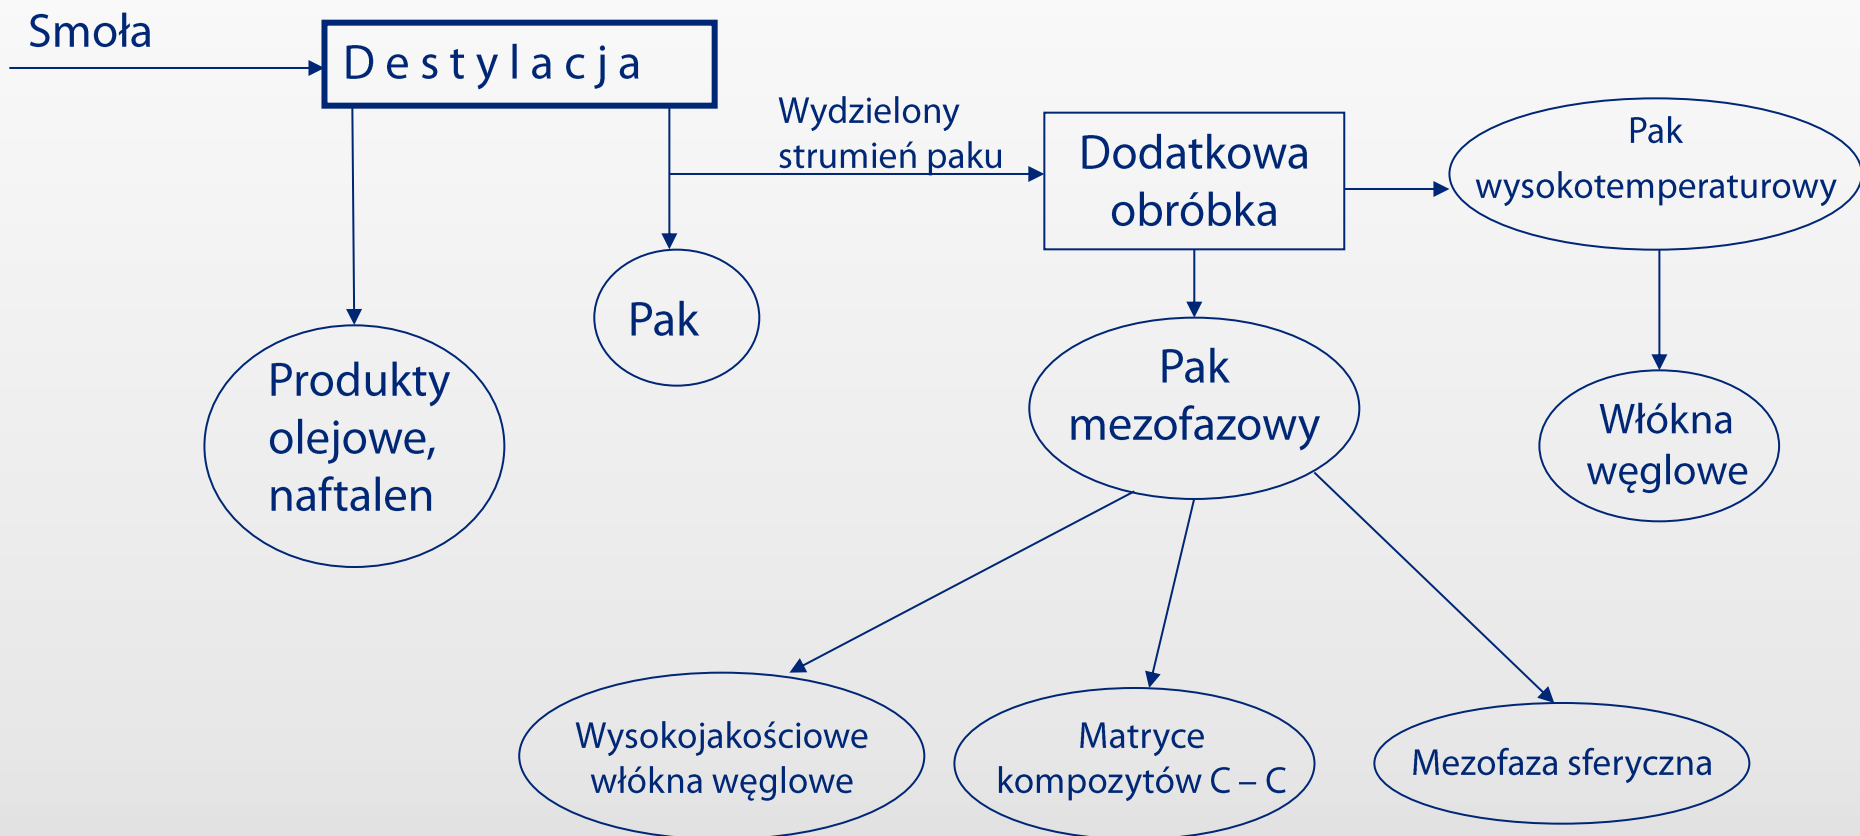 Smoła
Destylacja
Wydzielony
strumień paku
Dodatkowa
obróbka
Pak
wysokotemperaturowy
Pak
Produkty
olejowe,
naftalen
Pak
mezofazowy
Włókna
węglowe
Wysokojakościowe
włókna węglowe
Matryce
kompozytów C – C
Mezofaza sferyczna